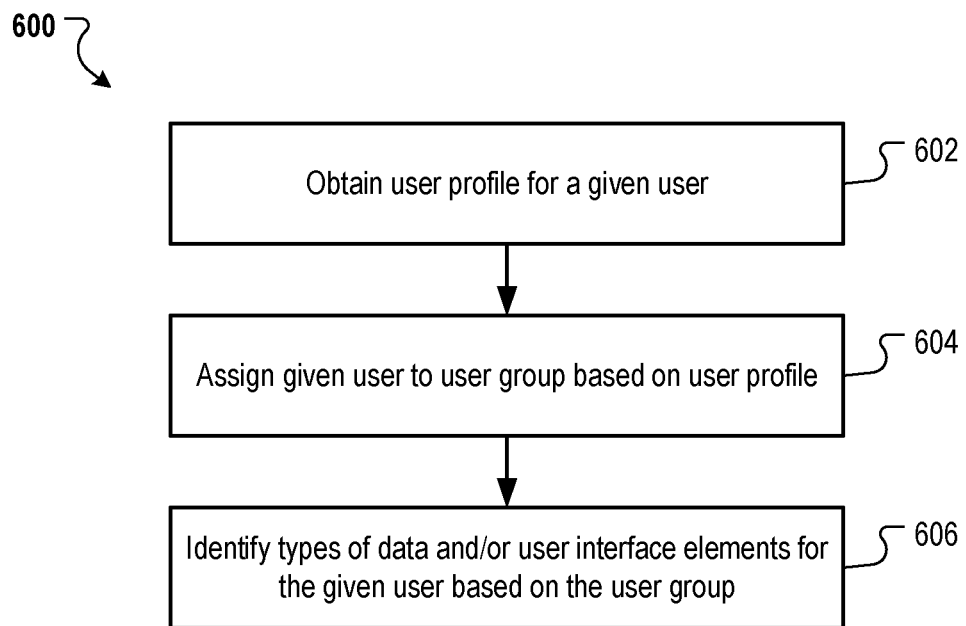 600
Obtain user profile for a given user
602
Assign given user to user group based on user profile
604
Identify types of data and/or user interface elements for
the given user based on the user group
606